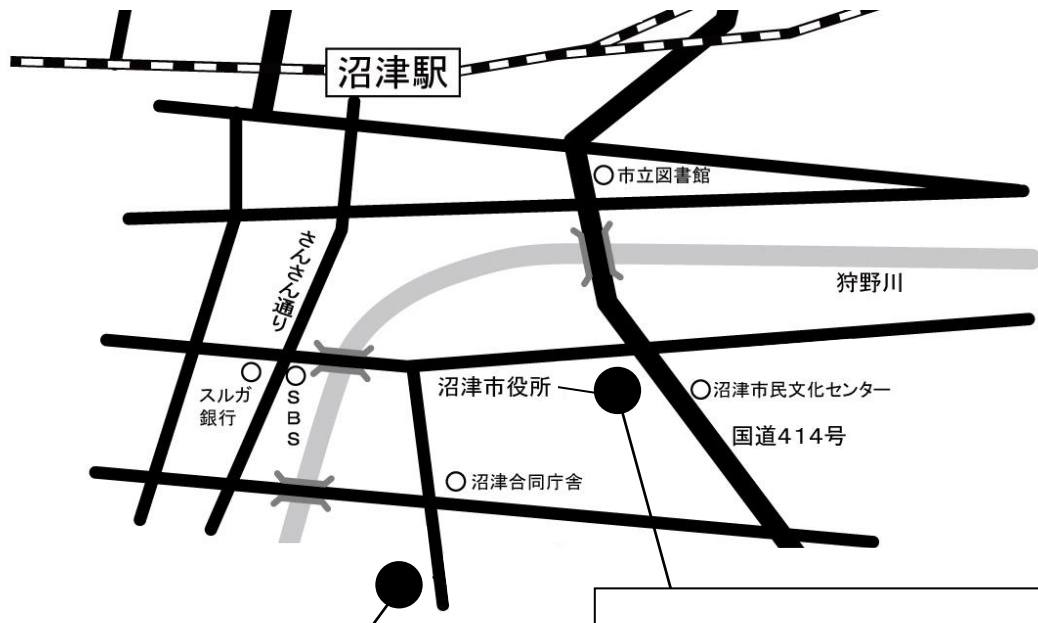 沼津駅
市立図書館
さんさん通り
狩野川
スルガ
銀行
SBS
沼津市役所
沼津市民文化センター
国道414号
沼津合同庁舎